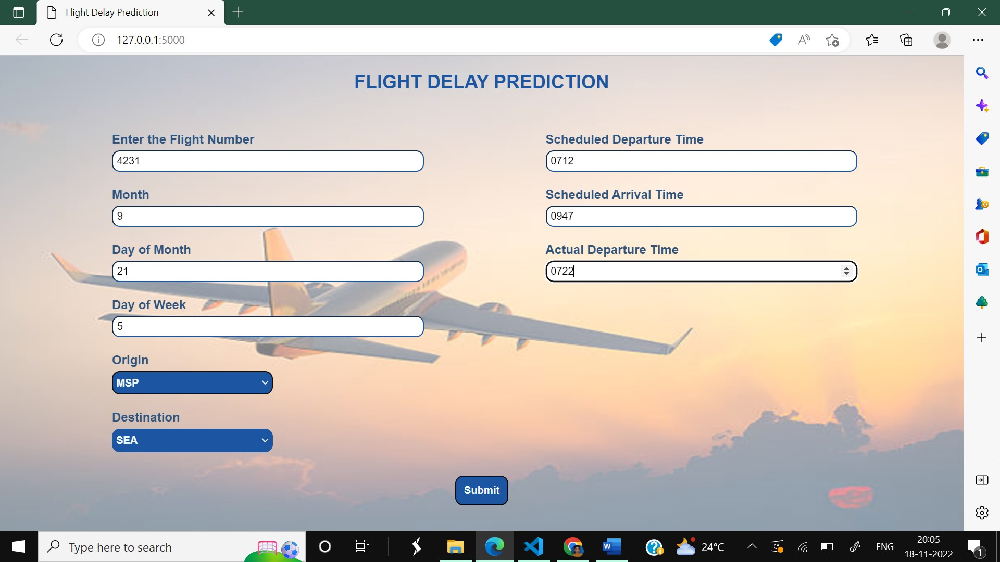 Flight Delay Prediction
127.0.0.1:5000
FLIGHT DELAY PREDICTION
Enter the Flight Number
4231
Month
9
Day of Month
21
Day of Week
5
Origin
MSP
Destination
SEA
Scheduled Departure Time
0712
Scheduled Arrival Time
0947
Actual Departure Time
0722
Submit
Type here to search
24°C
ENG
20:05
18-11-2022
1